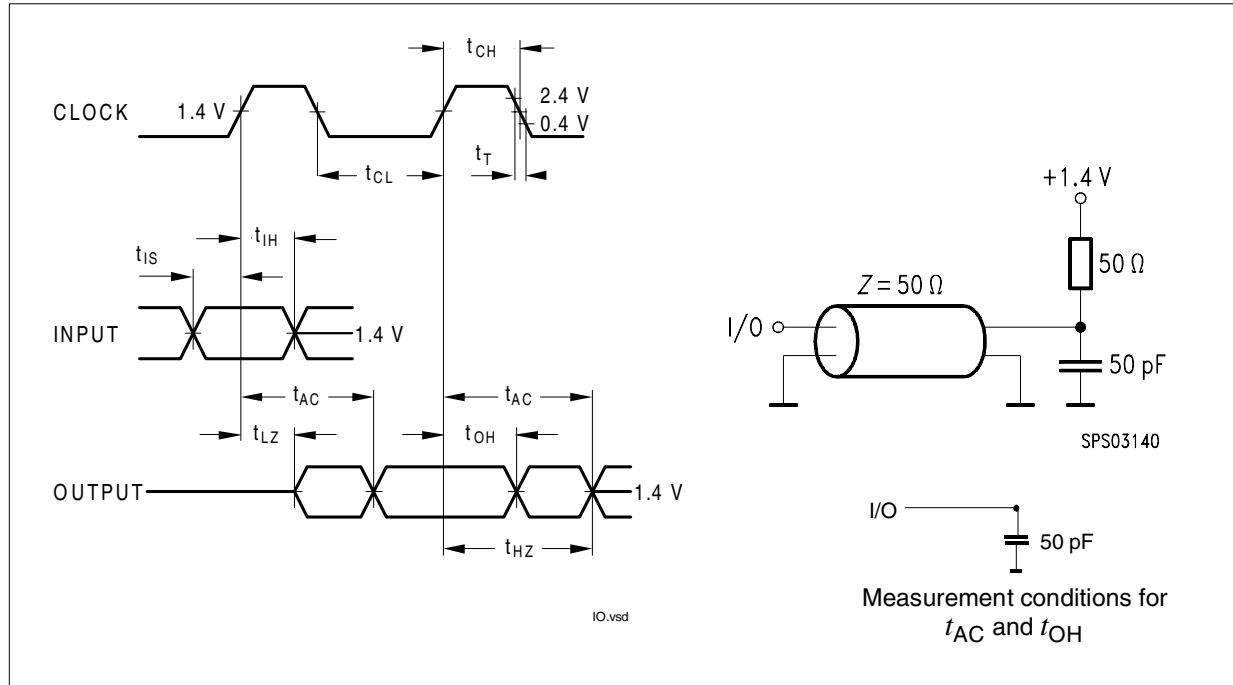 tCH
2.4 V
1.4 V
CLOCK
0.4 V
tT
tCL
tIH
tIS
INPUT
1.4 V
tAC
tAC
tLZ
tOH
OUTPUT
1.4 V
tHZ
IO.vsd
+1.4 V
50 Ω
Z = 50 Ω
I/O
50 pF
SPS03140
I/O
50 pF
Measurement conditions for
tAC and tOH